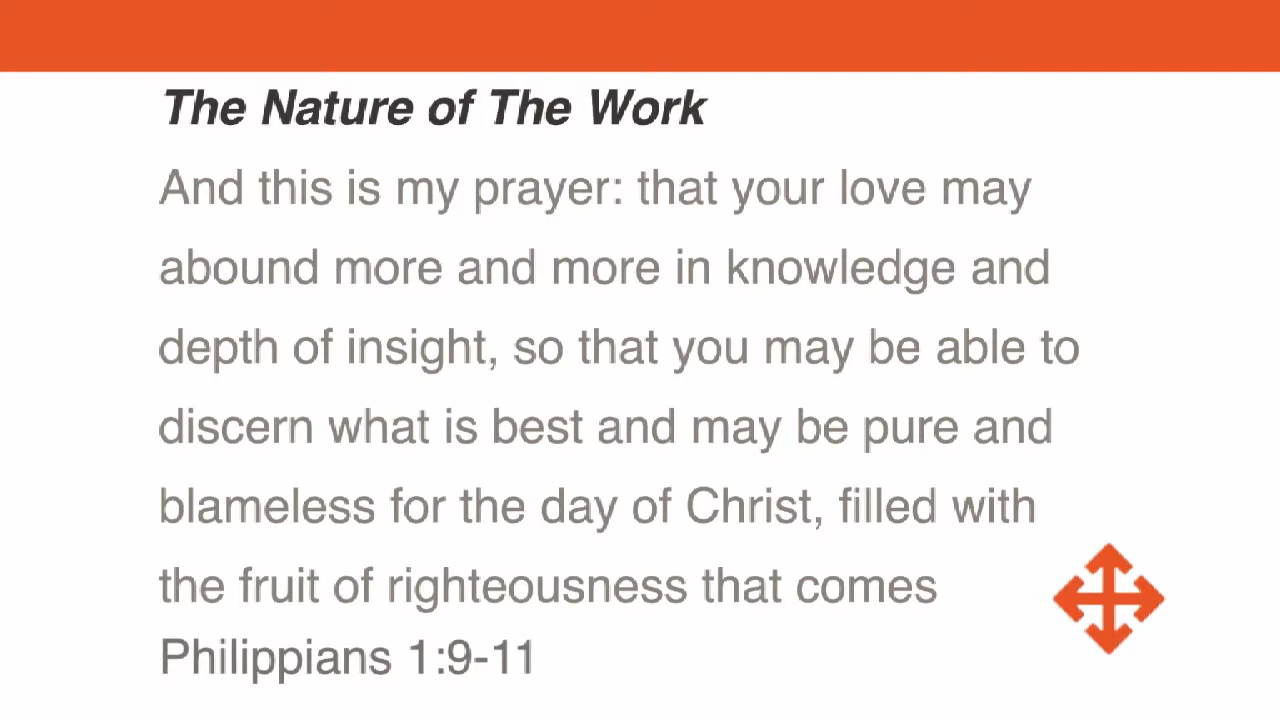 The Nature of The Work
And this is my prayer: that your love may
abound more and more in knowledge and
depth of insight, so that you may be able to
discern what is best and may be pure and
blameless for the day of Christ, filled with
the fruit of righteousness that comes
Philippians 1:9-11